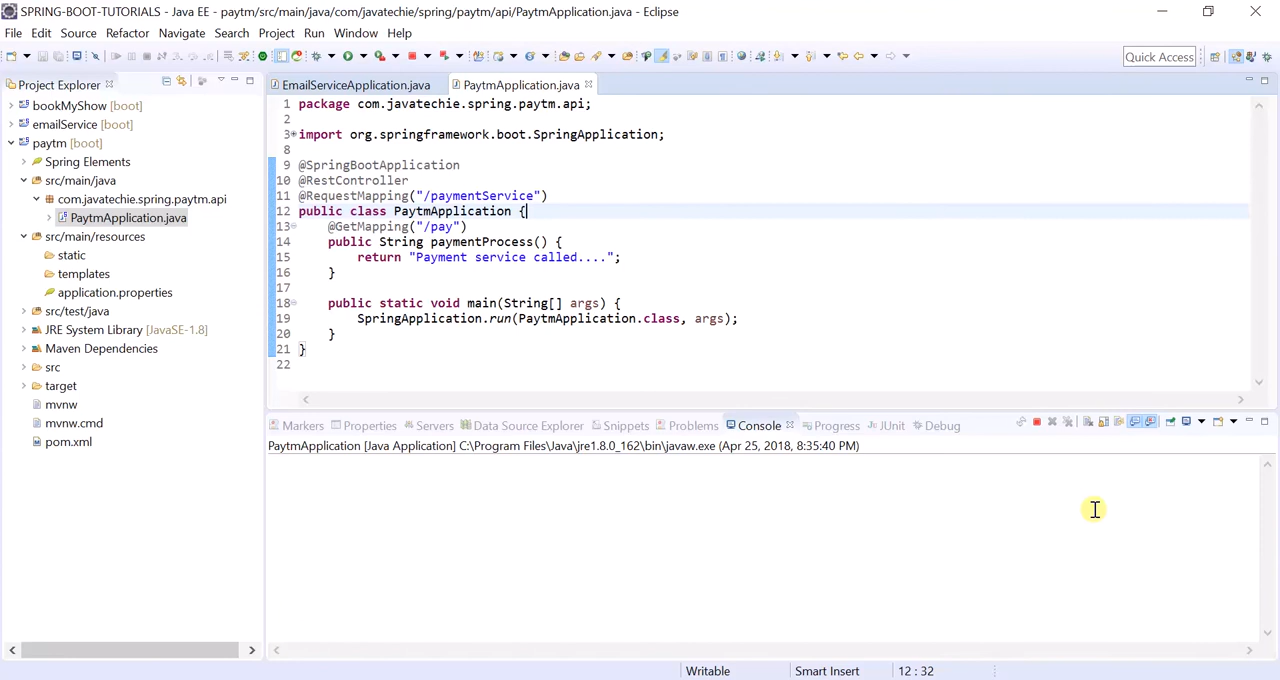 SPRING-BOOT-TUTORIALS - Java EE - paytm/src/main/java/com/javatechie/spring/paytm/api/PaytmApplication.java - Eclipse
File Edit Source Refactor Navigate Search Project Run Window Help
Quick Access
Project Explorer
bookMyShow [boot]
emailService [boot]
paytm [boot]
Spring Elements
src/main/java
com.javatechie.spring.paytm.api
PaytmApplication.java
src/main/resources
static
templates
application.properties
src/test/java
JRE System Library [JavaSE-1.8]
Maven Dependencies
src
target
mvnw
mvnw.cmd
pom.xml
EmailServiceApplication.java PaytmApplication.java
1 package com.javatechie.spring.paytm.api;
2
3 import org.springframework.boot.SpringApplication;
8
9 @SpringBootApplication
10 @RestController
11 @RequestMapping("/paymentService")
12 public class PaytmApplication {
13 @GetMapping("/pay")
14 public String paymentProcess() {
15 return "Payment service called....";
16 }
17
18 public static void main(String[] args) {
19 SpringApplication.run(PaytmApplication.class, args);
20 }
21 }
22
Markers Properties Servers Data Source Explorer Snippets Problems Console Progress JUnit Debug
PaytmApplication [Java Application] C:\Program Files\Java\jre1.8.0_162\bin\javaw.exe (Apr 25, 2018, 8:35:40 PM)
Writable Smart Insert 12 : 32